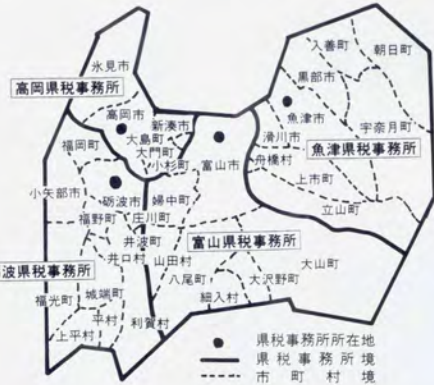 氷見市
高岡県税事務所
高岡市
新湊市
大島町
大門町
小杉町
福岡町
小矢部市
砺波市
富山市
婦中町
福野町
庄川町
井波町
井口村
波県税事務所
富山県税事務所
山田村
八尾町
大沢野町
細入村
大山町
福光町
城端町
平村
上平村
利賀村
入善町
朝日町
黒部市
魚津市
宇奈月町
滑川市
魚津県税事務所
舟橋村
上市町
立山町
県税事務所所在地
県税事務所境
市町村境